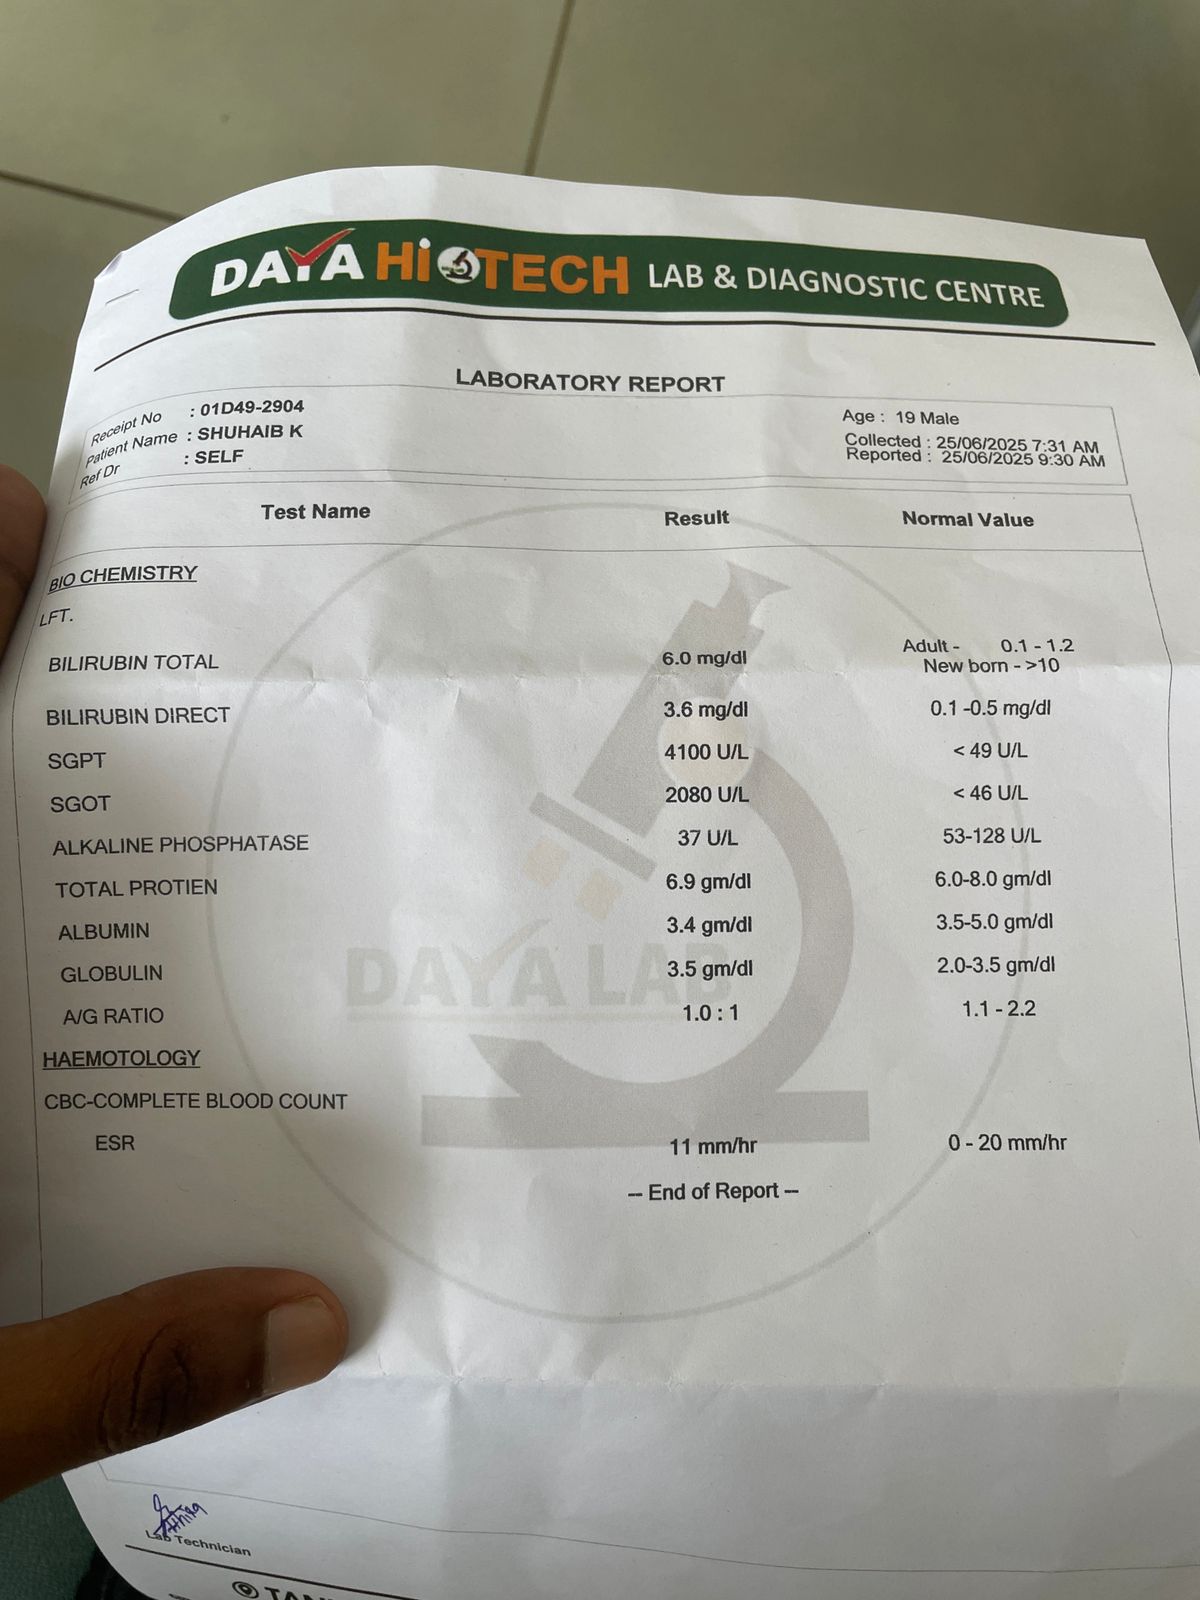 DAYA HiTECH LAB & DIAGNOSTIC CENTRE
LABORATORY REPORT
Receipt No : 01D49-2904
Patient Name : SHUHAIB K
Ref Dr : SELF
Age : 19 Male
Collected : 25/06/2025 7:31 AM
Reported : 25/06/2025 9:30 AM
Test Name Result Normal Value
BIO CHEMISTRY
LFT.
BILIRUBIN TOTAL 6.0 mg/dl Adult - 0.1 - 1.2
New born - >10
BILIRUBIN DIRECT 3.6 mg/dl 0.1 -0.5 mg/dl
SGPT 4100 U/L < 49 U/L
SGOT 2080 U/L < 46 U/L
ALKALINE PHOSPHATASE 37 U/L 53-128 U/L
TOTAL PROTIEN 6.9 gm/dl 6.0-8.0 gm/dl
ALBUMIN 3.4 gm/dl 3.5-5.0 gm/dl
GLOBULIN 3.5 gm/dl 2.0-3.5 gm/dl
DAYA LAB
A/G RATIO 1.0 : 1 1.1 - 2.2
HAEMOTOLOGY
CBC-COMPLETE BLOOD COUNT
ESR 11 mm/hr 0 - 20 mm/hr
-- End of Report --
Lab Technician